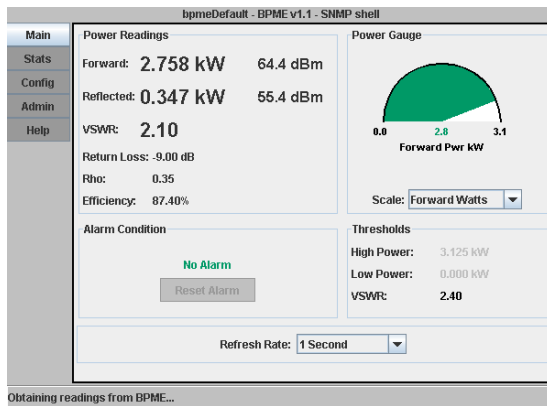 bpmeDefault - BPME v1.1 - SNMP shell
Main
Stats
Config
Admin
Help
Power Readings
Forward: 2.758 kW 64.4 dBm
Reflected: 0.347 kW 55.4 dBm
VSWR: 2.10
Return Loss: -9.00 dB
Rho: 0.35
Efficiency: 87.40%
Power Gauge
0.0 2.8 3.1
Forward Pwr kW
Scale: Forward Watts
Alarm Condition
No Alarm
Reset Alarm
Thresholds
High Power: 3.125 kW
Low Power: 0.000 kW
VSWR: 2.40
Refresh Rate: 1 Second
Obtaining readings from BPME...